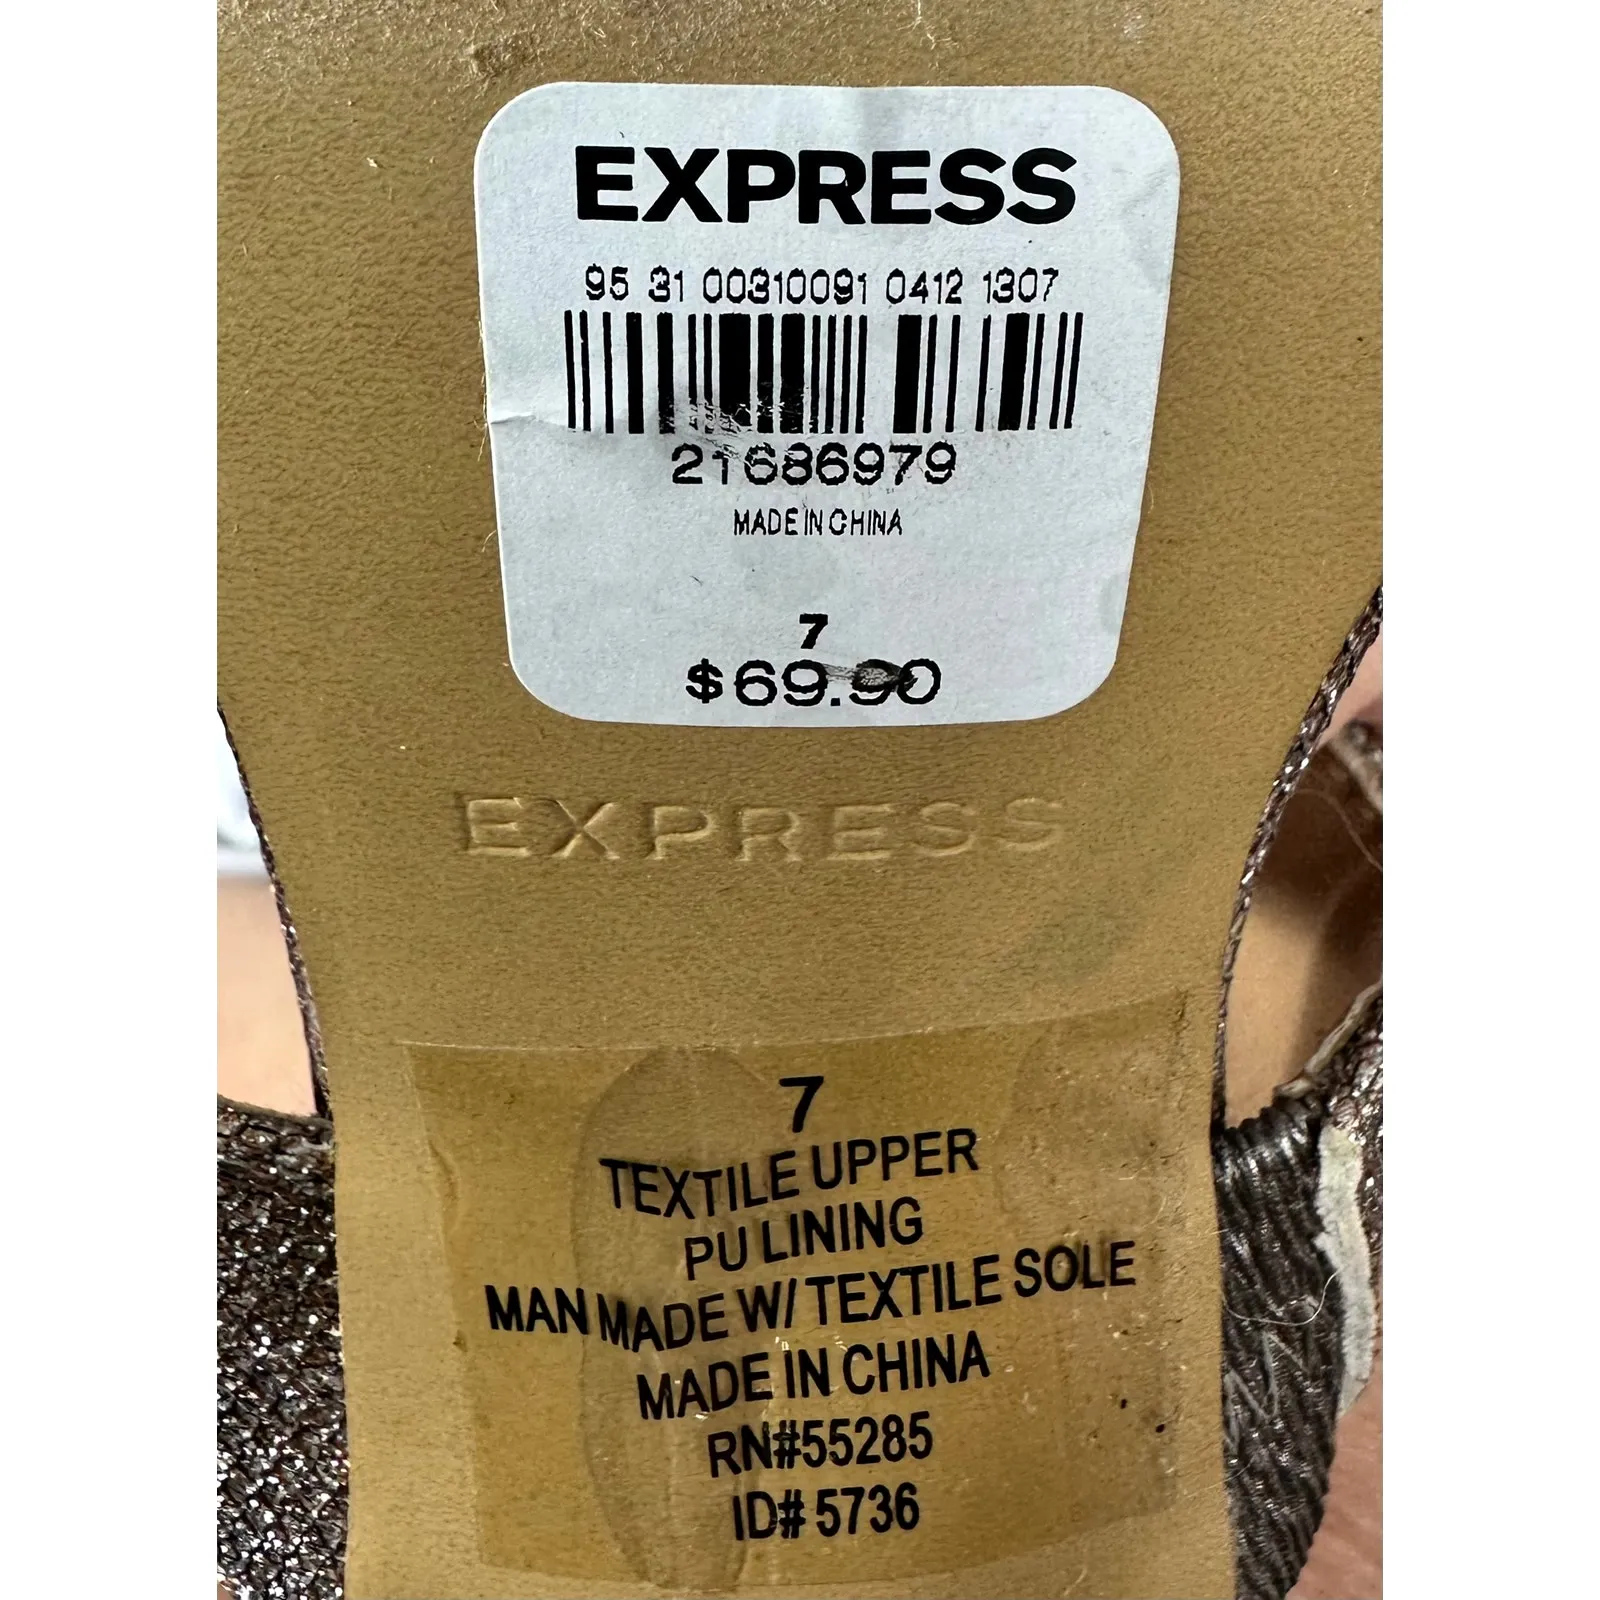 EXPRESS
95 31 00310091 0412 1307
21686979
MADE IN CHINA
7
$69.90
EXPRESS
7
TEXTILE UPPER
PU LINING
MAN MADE W/ TEXTILE SOLE
MADE IN CHINA
RN#55285
ID# 5736